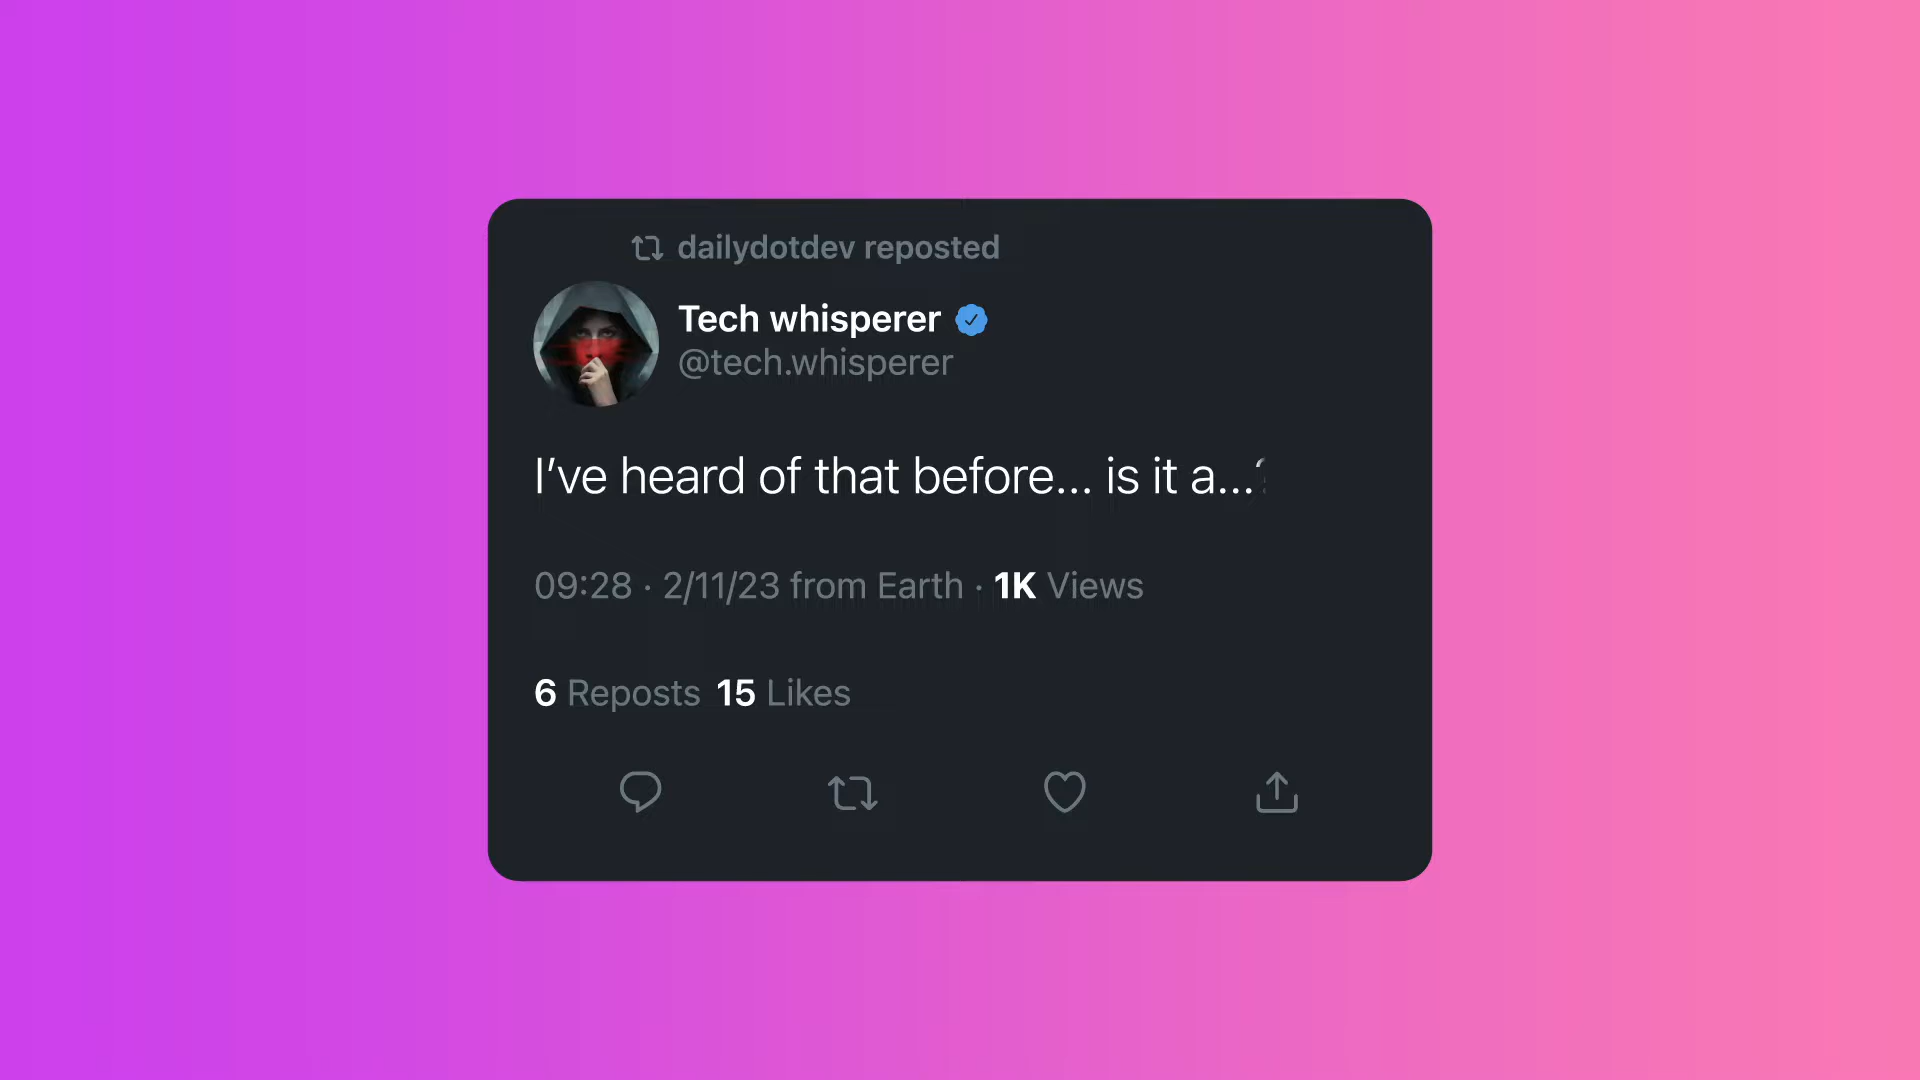 dailydotdev reposted
Tech whisperer
@tech.whisperer
I’ve heard of that before... is it a...?
09:28 · 2/11/23 from Earth · 1K Views
6 Reposts 15 Likes